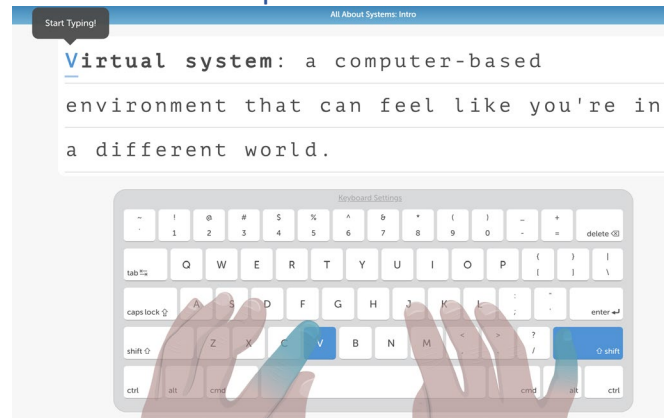 All About Systems: Intro
Start Typing!
Virtual system: a computer-based
environment that can feel like you're in
a different world.
Keyboard Settings
~ ! @ # $ % ^ & * ( ) _ +
` 1 2 3 4 5 6 7 8 9 0 - = delete
tab Q W E R T Y U I O P { [ } ] | \
caps lock A S D F G H J K L : ; " ' enter
shift Z X C V B N M < , > . ? / shift
ctrl alt cmd cmd alt ctrl